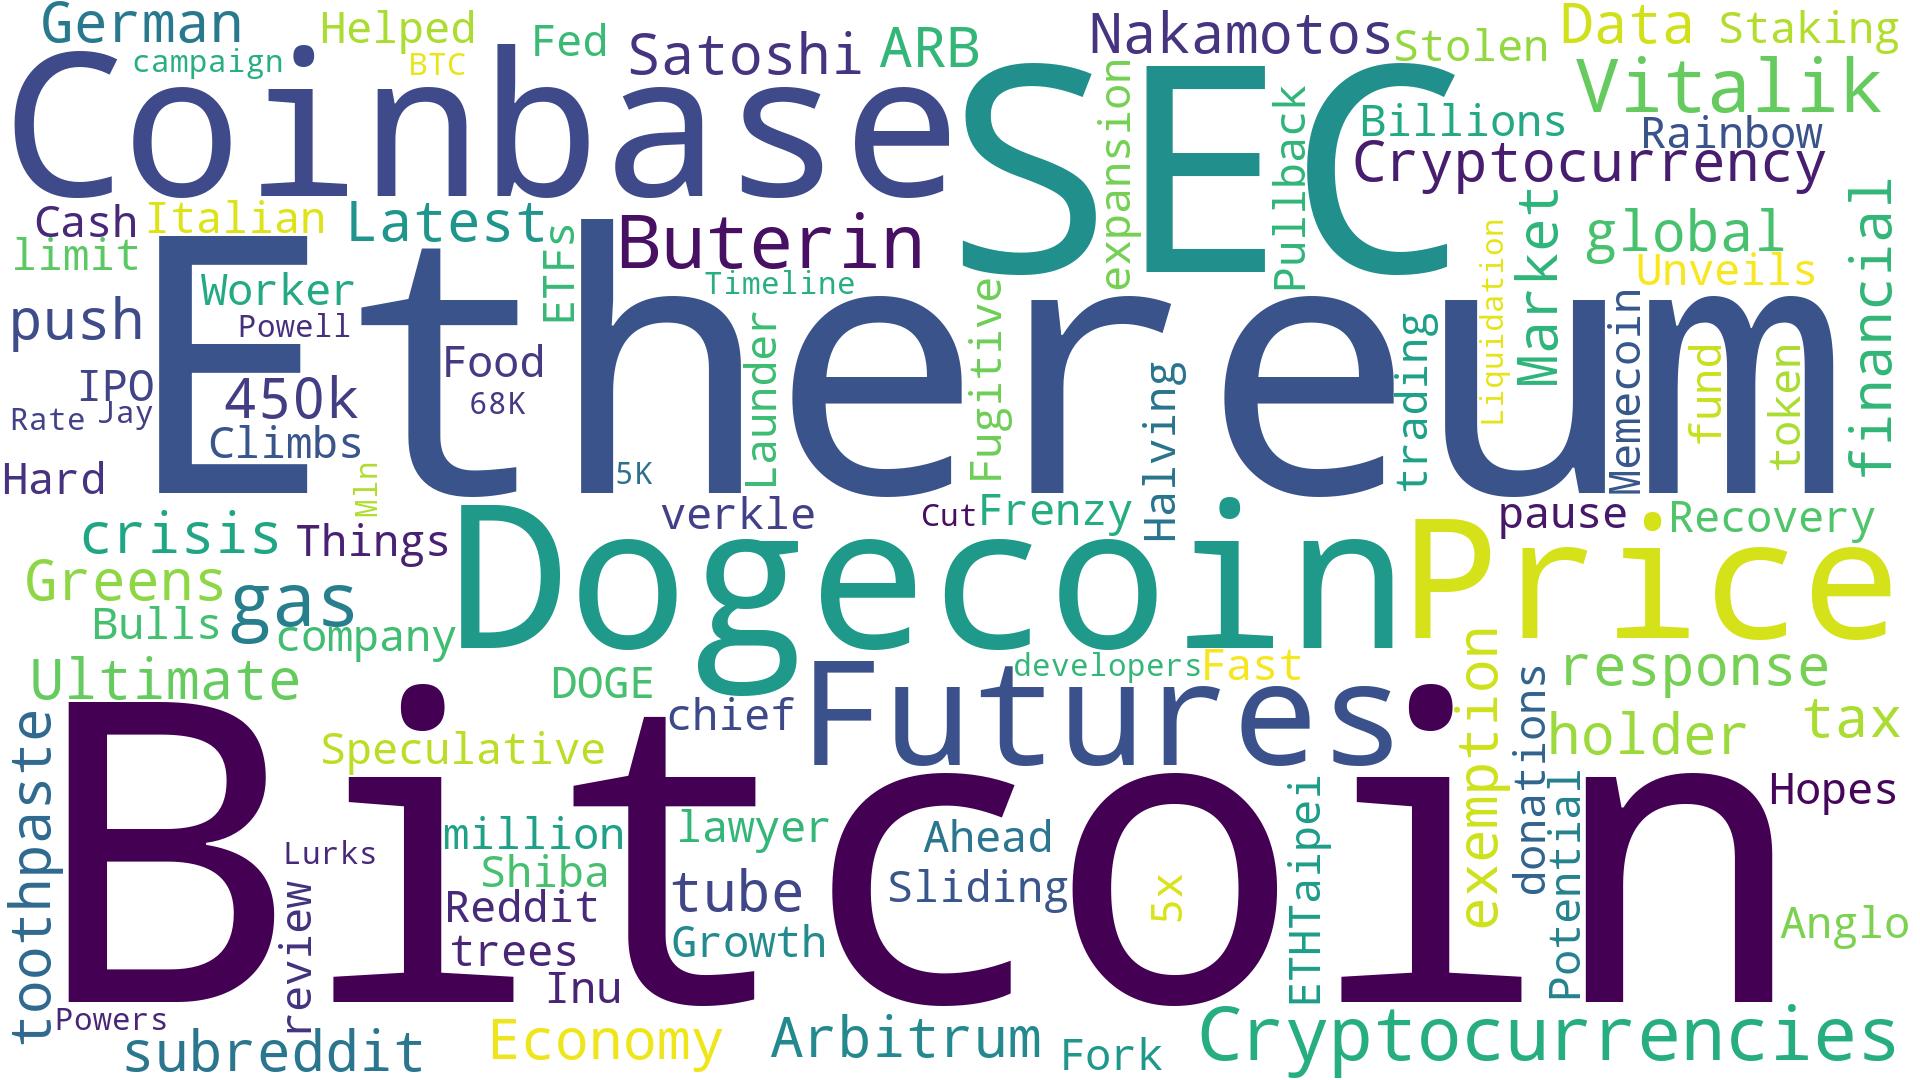 German
Helped
Fed
Satoshi
ARB
Nakamotos
Stolen
Data
Staking
campaign
BTC
Coinbase
SEC
expansion
Pullback
Billions
Vitalik
Rainbow
Cryptocurrency
Cash
Italian
Latest
ETFs
Buterin
Timeline
limit
Market
global
Unveils
financial
Liquidation
push
Worker
Powell
Ethereum
Food
68K
Launder
Fugitive
Halving
trading
Memecoin
fund
token
IPO
Rate
Jay
450k
Climbs
Hard
Mln
5K
verkle
Cut
Frenzy
pause
Recovery
crisis
Things
Dogecoin
Price
Greens
Bulls
gas
company
Ultimate
DOGE
developers
Fast
response
toothpaste
Speculative
chief
Futures
exemption
donations
holder
tax
Bitcoin
Hopes
Lurks
million
lawyer
Ahead
Shiba
review
Reddit
tube
Sliding
5x
ETHTaipei
Potential
Anglo
trees
Growth
Inu
Powers
subreddit
Economy
Arbitrum
Fork
Cryptocurrencies